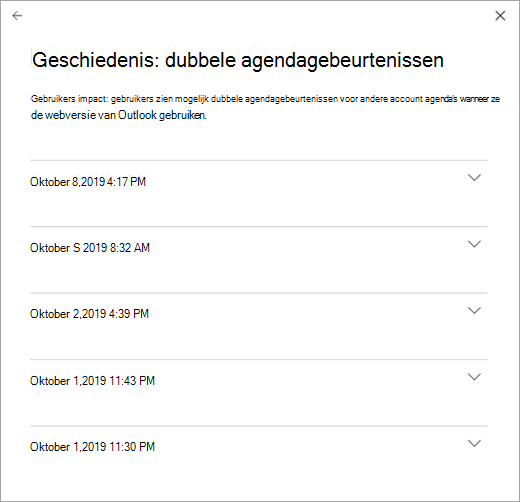 Geschiedenis: dubbele agendagebeurtenissen
Gebruikers impact: gebruikers zien mogelijk dubbele agendagebeurtenissen voor andere account agenda's wanneer ze
de webversie van Outlook gebruiken.
Oktober 8,2019 4:17 PM
Oktober S 2019 8:32 AM
Oktober 2,2019 4:39 PM
Oktober 1,2019 11:43 PM
Oktober 1,2019 11:30 PM